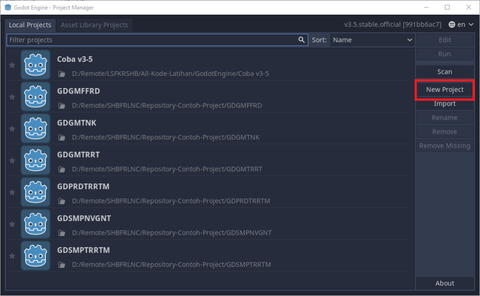 Godot Engine - Project Manager
Local Projects
Asset Library Projects
v3.5.stable.official [991bb6ac7]
en
Filter projects
Sort:
Name
Coba v3-5
D:/Remote/LSFKRSHB/All-Kode-Latihan/GodotEngine/Coba v3-5
GDGMFFRD
D:/Remote/SHBFRLNC/Repository-Contoh-Project/GDGMFFRD
GDGMTNK
D:/Remote/SHBFRLNC/Repository-Contoh-Project/GDGMTNK
GDGMTRRT
D:/Remote/SHBFRLNC/Repository-Contoh-Project/GDGMTRRT
GDPRDTRRTM
D:/Remote/SHBFRLNC/Repository-Contoh-Project/GDPRDTRRTM
GDSMPNVGNT
D:/Remote/SHBFRLNC/Repository-Contoh-Project/GDSMPNVGNT
GDSMPTRRTM
D:/Remote/SHBFRLNC/Repository-Contoh-Project/GDSMPTRRTM
Edit
Run
Scan
New Project
Import
Rename
Remove
Remove Missing
About